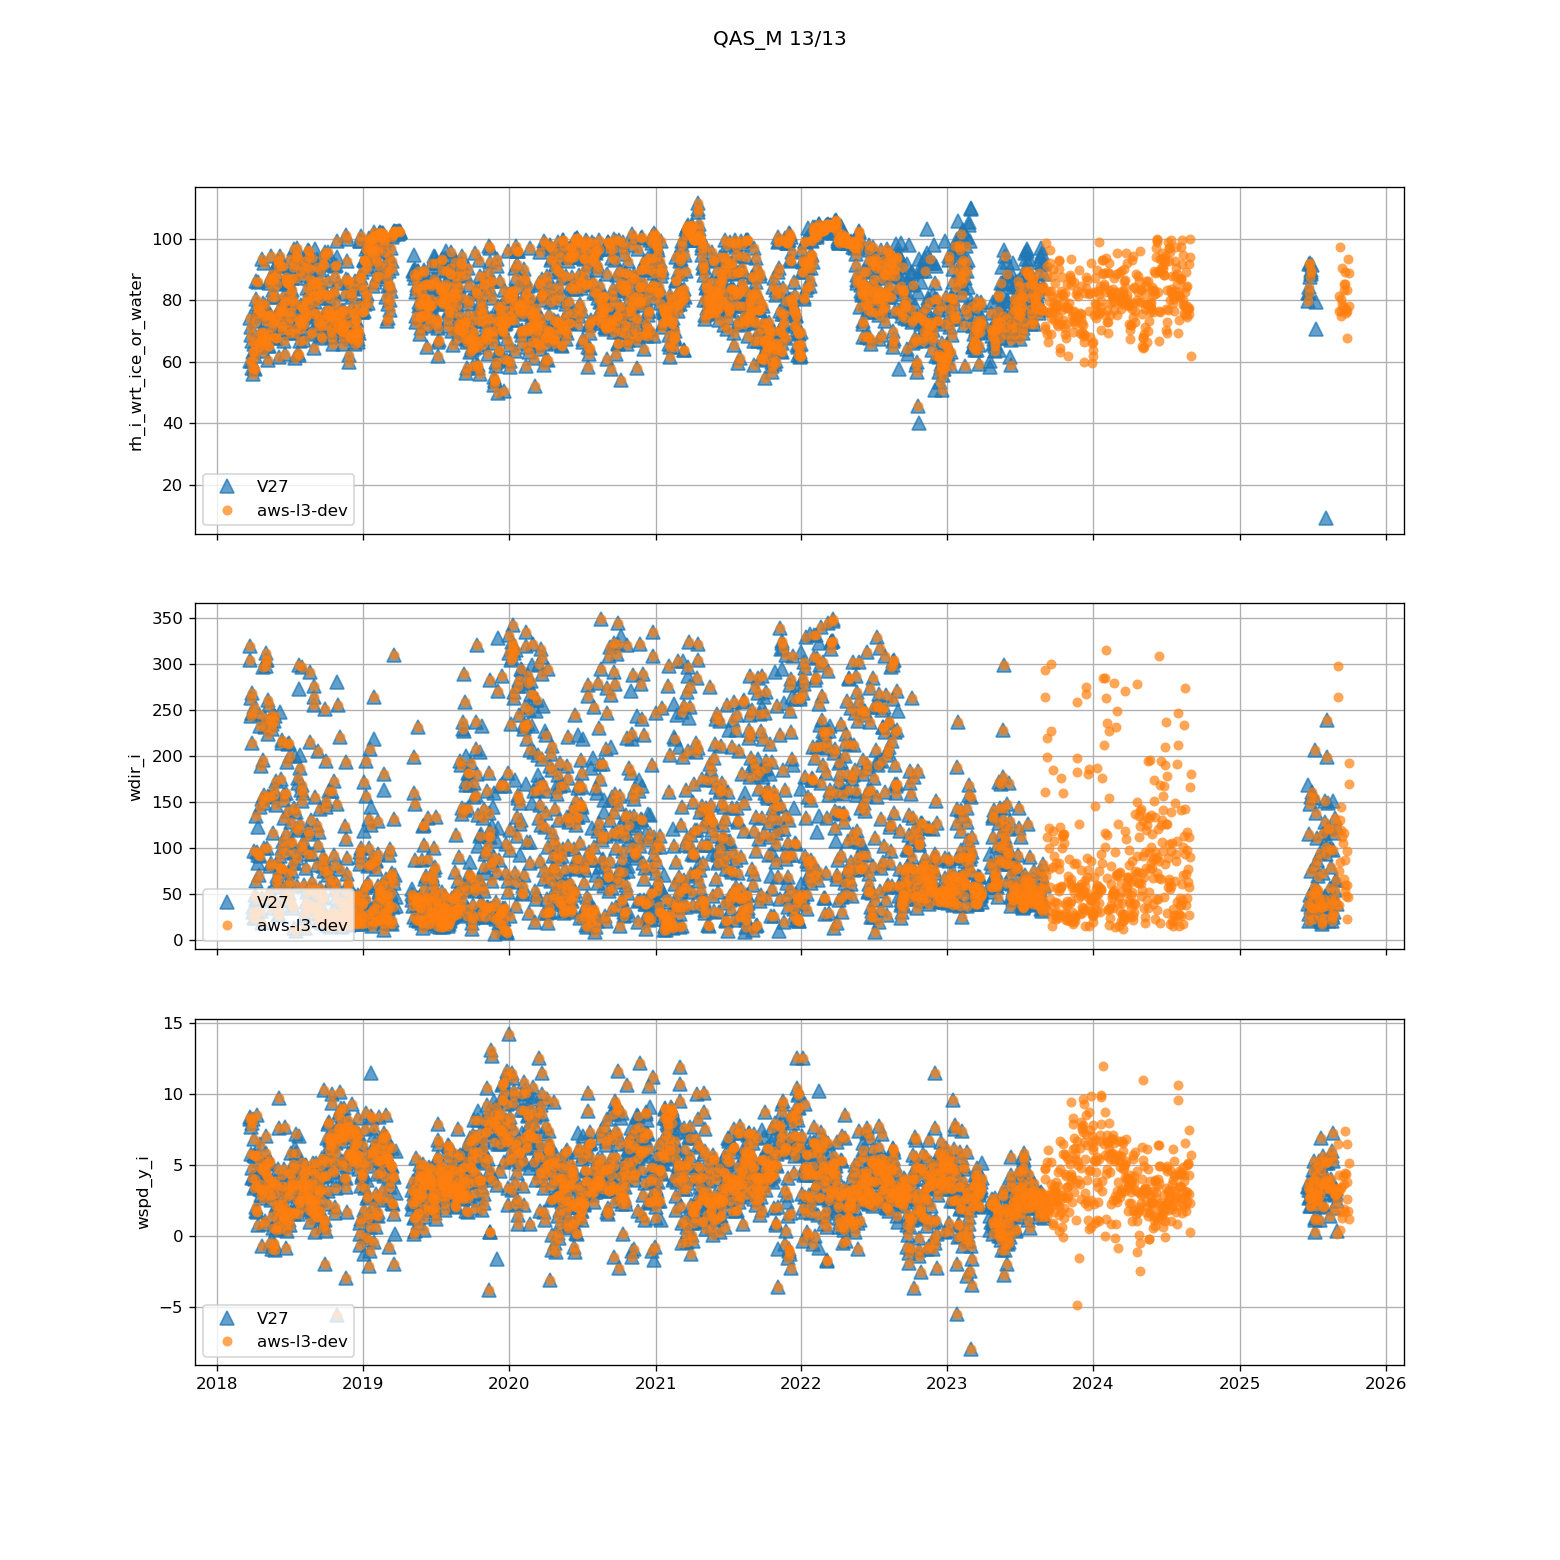 QAS_M 13/13
rh_i_wrt_ice_or_water
100
80
60
40
20
V27
aws-l3-dev
wdir_i
350
300
250
200
150
100
50
0
V27
aws-l3-dev
wspd_y_i
15
10
5
0
−5
V27
aws-l3-dev
2018 2019 2020 2021 2022 2023 2024 2025 2026